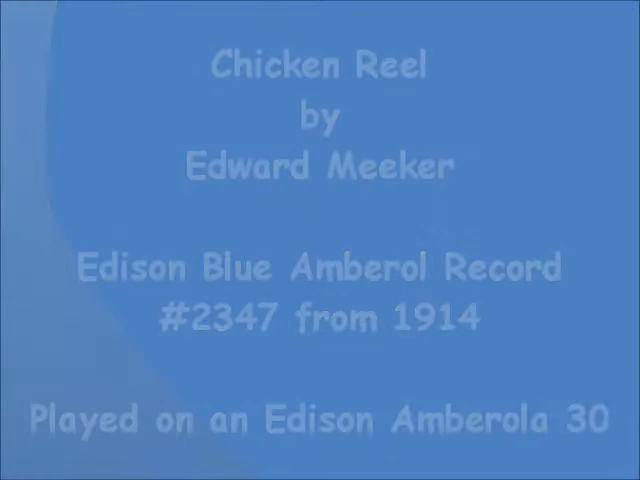 Chicken Reel
by
Edward Meeker
Edison Blue Amberol Record
#2347 from 1914
Played on an Edison Amberola 30